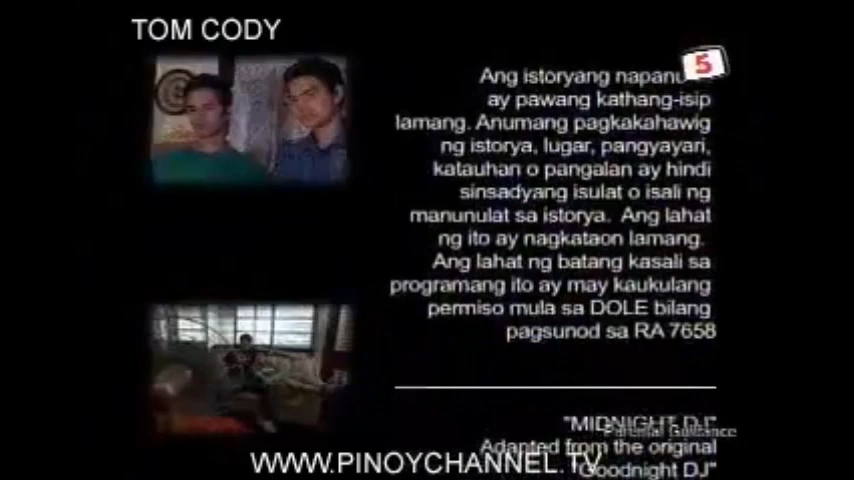 TOM CODY
5
Ang istoryang
ay pawang kathang-isip
lamang. Anumang pagkakahawig
ng istorya, lugar, pangyayari,
katauhan o pangalan ay hindi
sinsadyang isulat o isali ng
manunulat sa istorya. Ang lahat
ng ito ay nagkataon lamang.
Ang lahat ng batang kasali sa
programang ito ay may kaukulang
permiso mula sa DOLE bilang
pagsunod sa RA 7658
"MIDNIGHT DJ"
Parental Guidance
Adapted from the original
"Goodnight DJ"
WWW.PINOYCHANNEL.TV